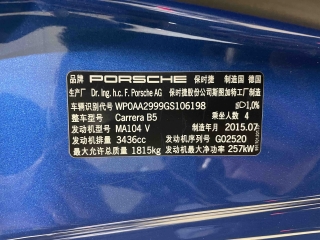 品牌 PORSCHE 保时捷 制造国 德国
生产厂 Dr. Ing. h.c. F. Porsche AG 保时捷股份公司斯图加特工厂制造
车辆识别代号 WP0AA2999GS106198 1,0%
整车型号 Carrera B5 乘坐人数 4
发动机型号 MA104 V 制造年月 2015.07
发动机排量 3436cc 发动机号 G02520
最大允许总质量 1815kg 发动机最大净功率 257kW